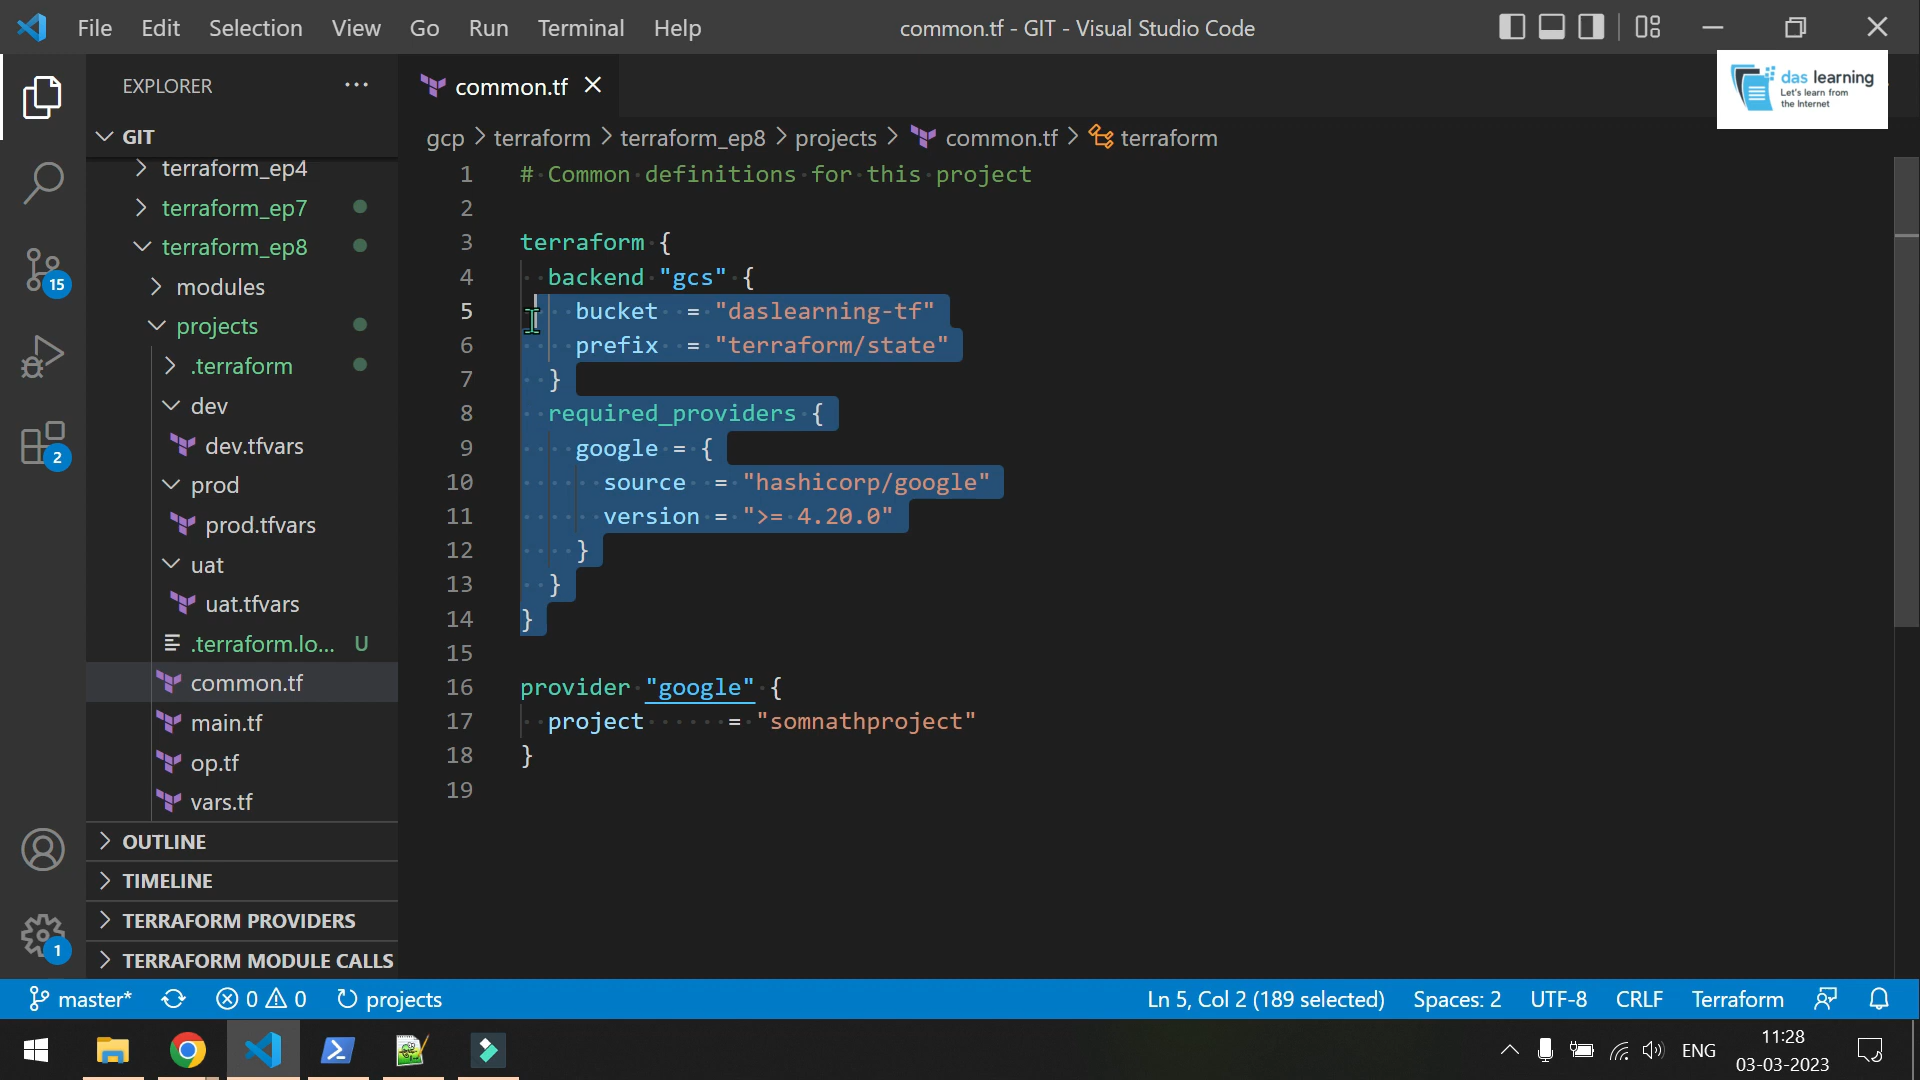 File Edit Selection View Go Run Terminal Help
common.tf - GIT - Visual Studio Code
das learning
Let's learn from
the Internet
EXPLORER
common.tf
GIT
gcp > terraform > terraform_ep8 > projects > common.tf > terraform
terraform_ep4
terraform_ep7
terraform_ep8
modules
projects
.terraform
dev
dev.tfvars
prod
prod.tfvars
uat
uat.tfvars
.terraform.lo... U
common.tf
main.tf
op.tf
vars.tf
OUTLINE
TIMELINE
TERRAFORM PROVIDERS
TERRAFORM MODULE CALLS
15
2
1
1 # Common definitions for this project
2
3 terraform {
4 backend "gcs" {
5 bucket = "daslearning-tf"
6 prefix = "terraform/state"
7 }
8 required_providers {
9 google = {
10 source = "hashicorp/google"
11 version = ">= 4.20.0"
12 }
13 }
14 }
15
16 provider "google" {
17 project = "somnathproject"
18 }
19
master* 0 0 projects
Ln 5, Col 2 (189 selected) Spaces: 2 UTF-8 CRLF Terraform
ENG
11:28
03-03-2023